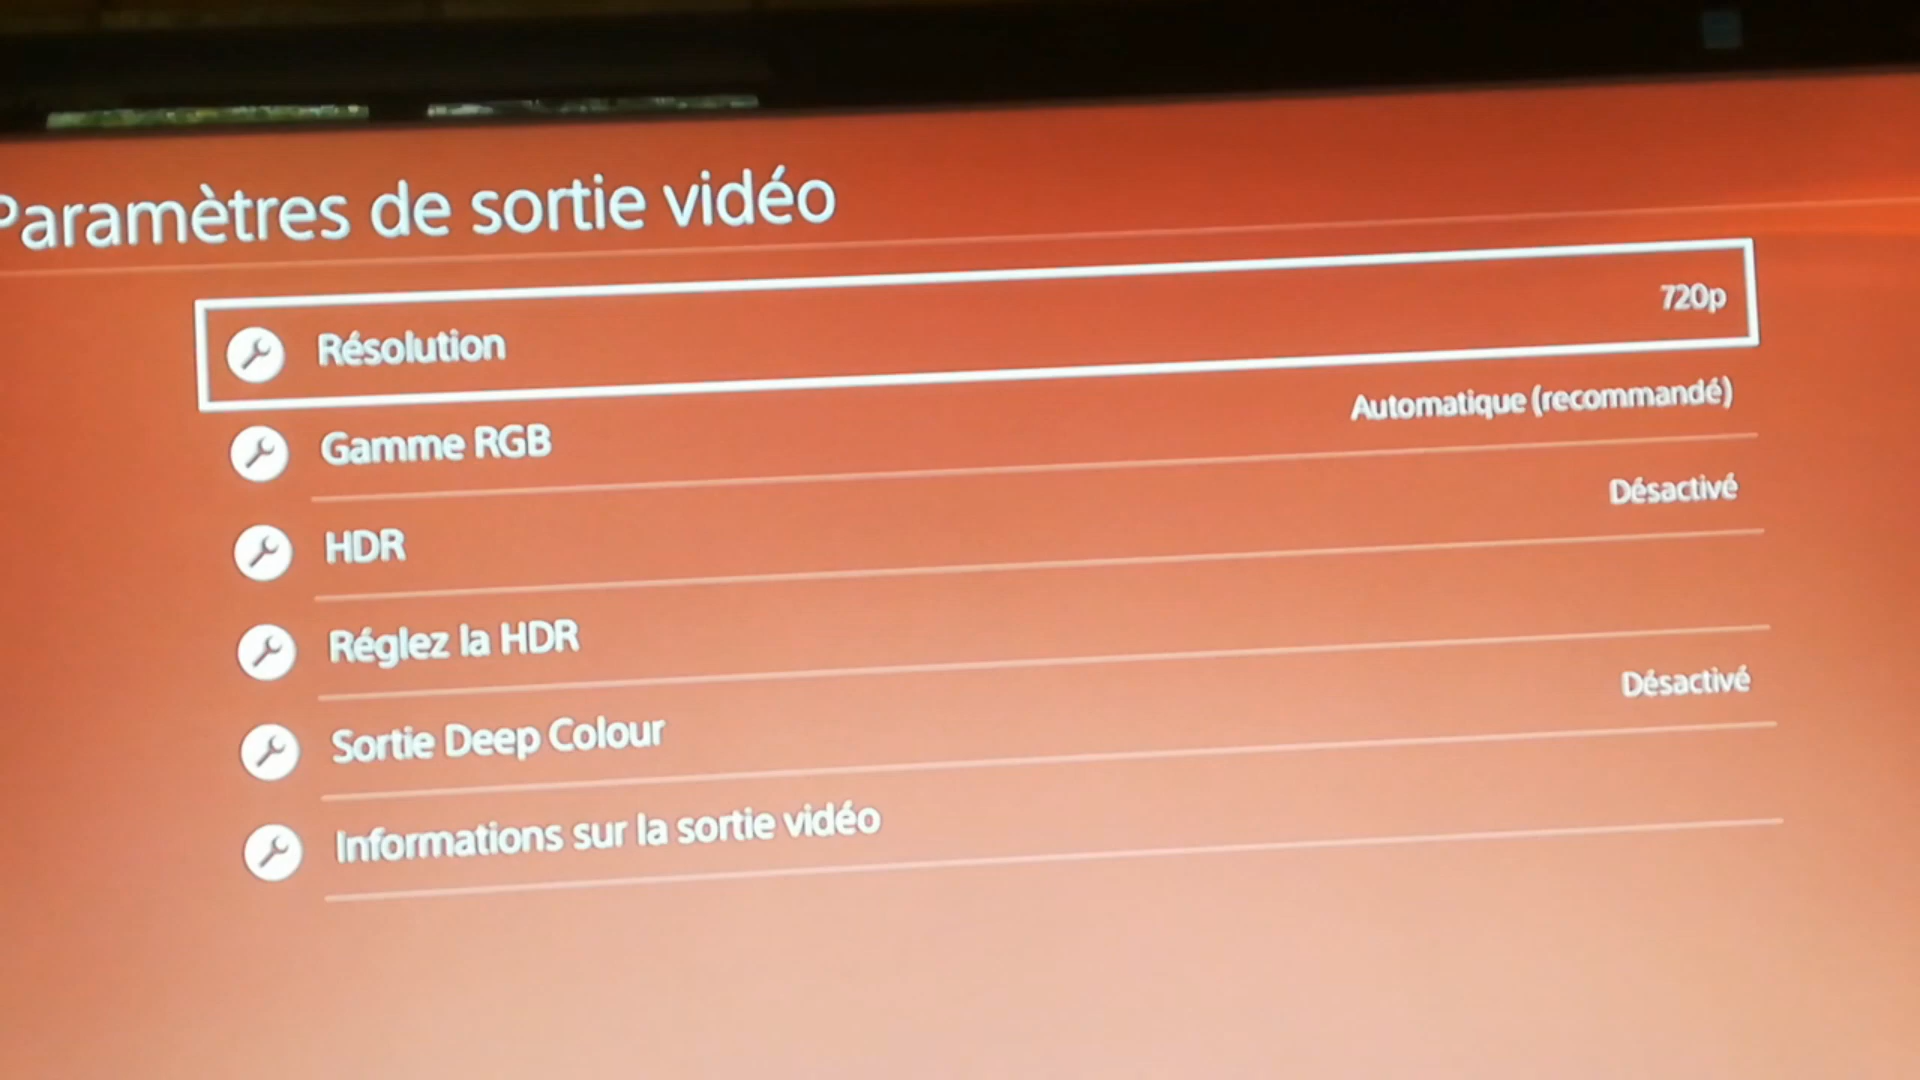 Paramètres de sortie vidéo
Résolution 720p
Gamme RGB Automatique (recommandé)
HDR Désactivé
Réglez la HDR
Sortie Deep Colour Désactivé
Informations sur la sortie vidéo